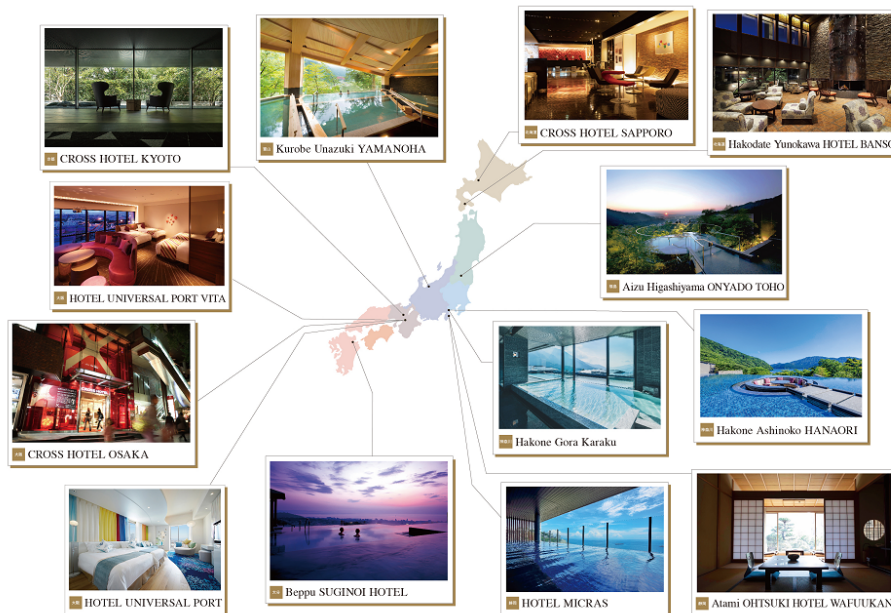 CROSS HOTEL KYOTO
Kurobe Unazuki YAMANOHA
CROSS HOTEL SAPPORO
Hakodate Yunokawa HOTEL BANSO
HOTEL UNIVERSAL PORT VITA
Aizu Higashiyama ONYADO TOHO
CROSS HOTEL OSAKA
Hakone Gora Karaku
Hakone Ashinoko HANAORI
HOTEL UNIVERSAL PORT
Beppu SUGINOI HOTEL
HOTEL MICRAS
Atami OHTSUKI HOTEL WAFUUKAN